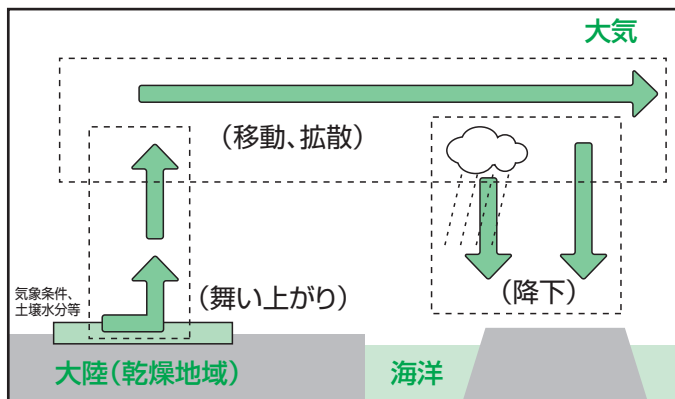 大気
（移動、拡散）
気象条件、
土壌水分等
（舞い上がり）
（降下）
大陸（乾燥地域）
海洋